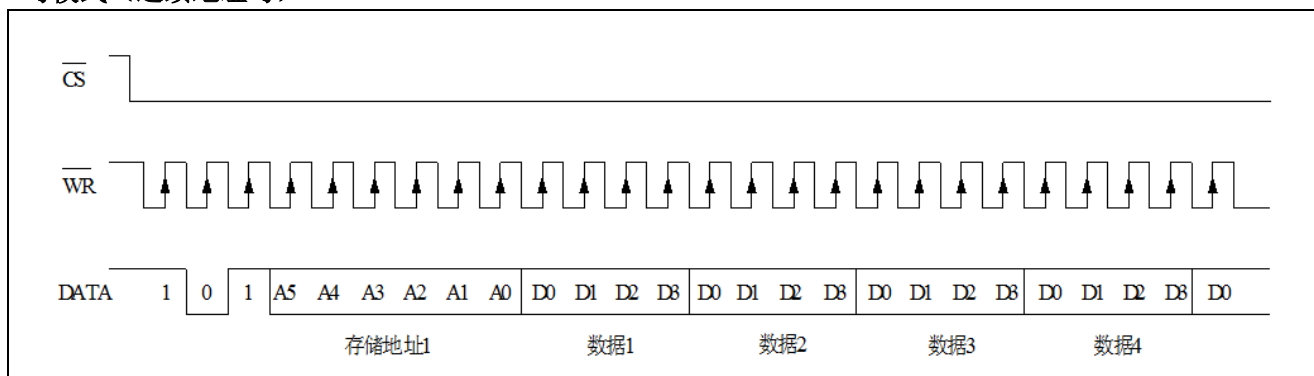 CS
WR
DATA 1 0 1 A5 A4 A3 A2 A1 A0 D0 D1 D2 D3 D0 D1 D2 D3 D0 D1 D2 D3 D0 D1 D2 D3 D0
存储地址1 数据1 数据2 数据3 数据4